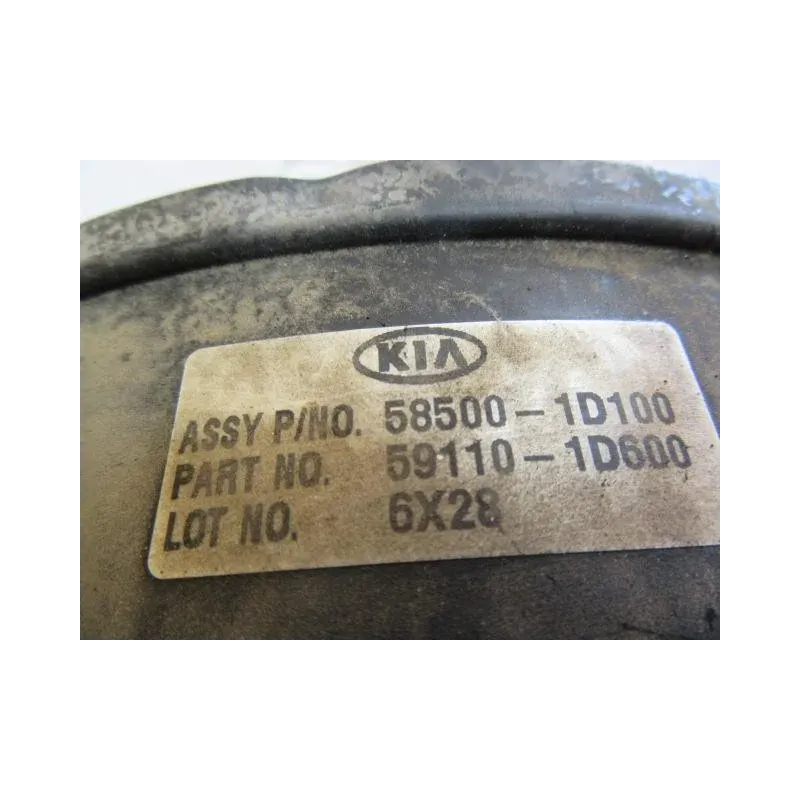 KIA
ASSY P/NO. 58500-1D100
PART NO. 59110-1D600
LOT NO. 6X28